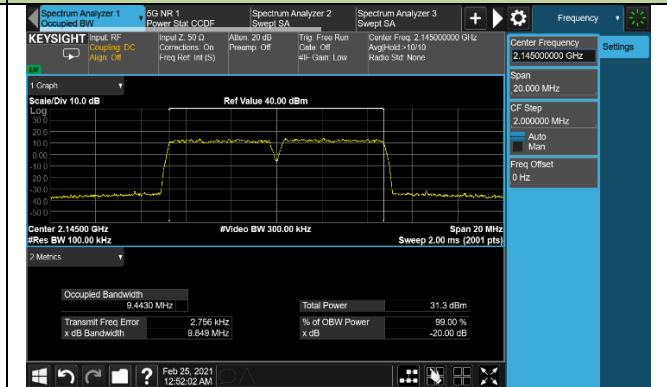 Spectrum Analyzer 1
Occupied BW
5G NR 1
Power Stat CCDF
Spectrum Analyzer 2
Swept SA
Spectrum Analyzer 3
Swept SA
Frequency
KEYSIGHT
Input: RF
Coupling: DC
Align: Off
Input Z: 50 Ω
Corrections: On
Freq Ref: Int (S)
Atten: 20 dB
Preamp: Off
Trig: Free Run
Gate: Off
#IF Gain: Low
Center Freq: 2.145000000 GHz
Avg|Hold:>10/10
Radio Std: None
Center Frequency
2.145000000 GHz
Settings
Span
20.000 MHz
CF Step
2.000000 MHz
Auto
Man
Freq Offset
0 Hz
LV
1 Graph
Scale/Div 10.0 dB
Ref Value 40.00 dBm
Log
30.0
20.0
10.0
0.00
-10.0
-20.0
-30.0
-40.0
-50.0
Center 2.14500 GHz
#Video BW 300.00 kHz
Span 20 MHz
#Res BW 100.00 kHz
Sweep 2.00 ms (2001 pts)
2 Metrics
Occupied Bandwidth
9.4430 MHz
Total Power 31.3 dBm
Transmit Freq Error 2.756 kHz
% of OBW Power 99.00 %
x dB Bandwidth 9.849 MHz
x dB -20.00 dB
Feb 25, 2021
12:52:02 AM